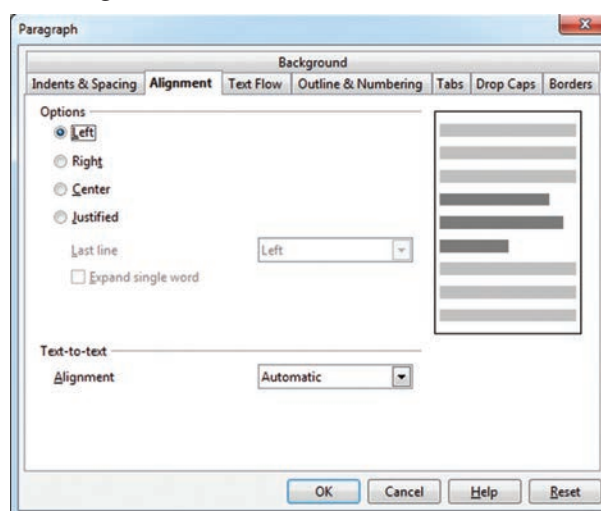 Paragraph
Background
Indents & Spacing Alignment Text Flow Outline & Numbering Tabs Drop Caps Borders
Options
Left
Right
Center
Justified
Last line Left
Expand single word
Text-to-text
Alignment Automatic
OK Cancel Help Reset